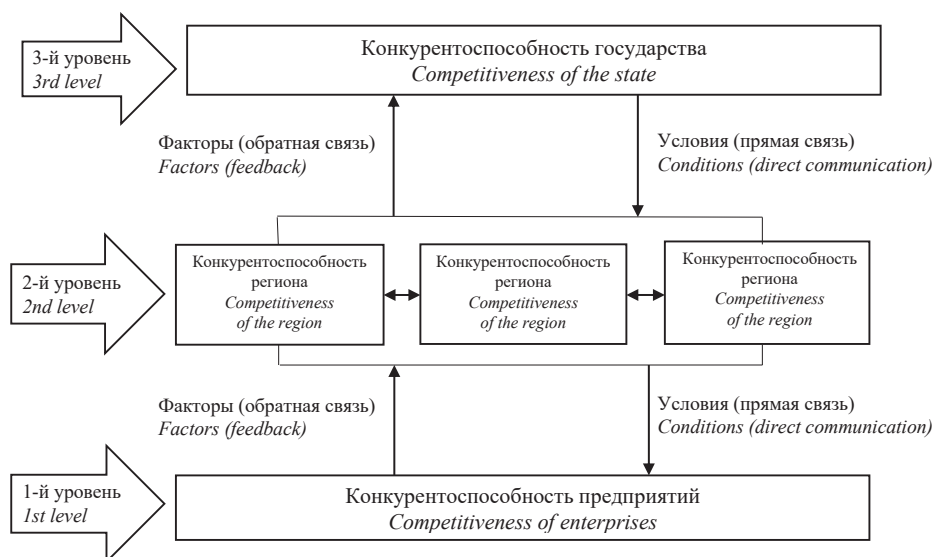 3-й уровень
3rd level
Конкурентоспособность государства
Competitiveness of the state
Факторы (обратная связь)
Factors (feedback)
Условия (прямая связь)
Conditions (direct communication)
2-й уровень
2nd level
Конкурентоспособность
региона
Competitiveness
of the region
Конкурентоспособность
региона
Competitiveness
of the region
Конкурентоспособность
региона
Competitiveness
of the region
Факторы (обратная связь)
Factors (feedback)
Условия (прямая связь)
Conditions (direct communication)
1-й уровень
1st level
Конкурентоспособность предприятий
Competitiveness of enterprises